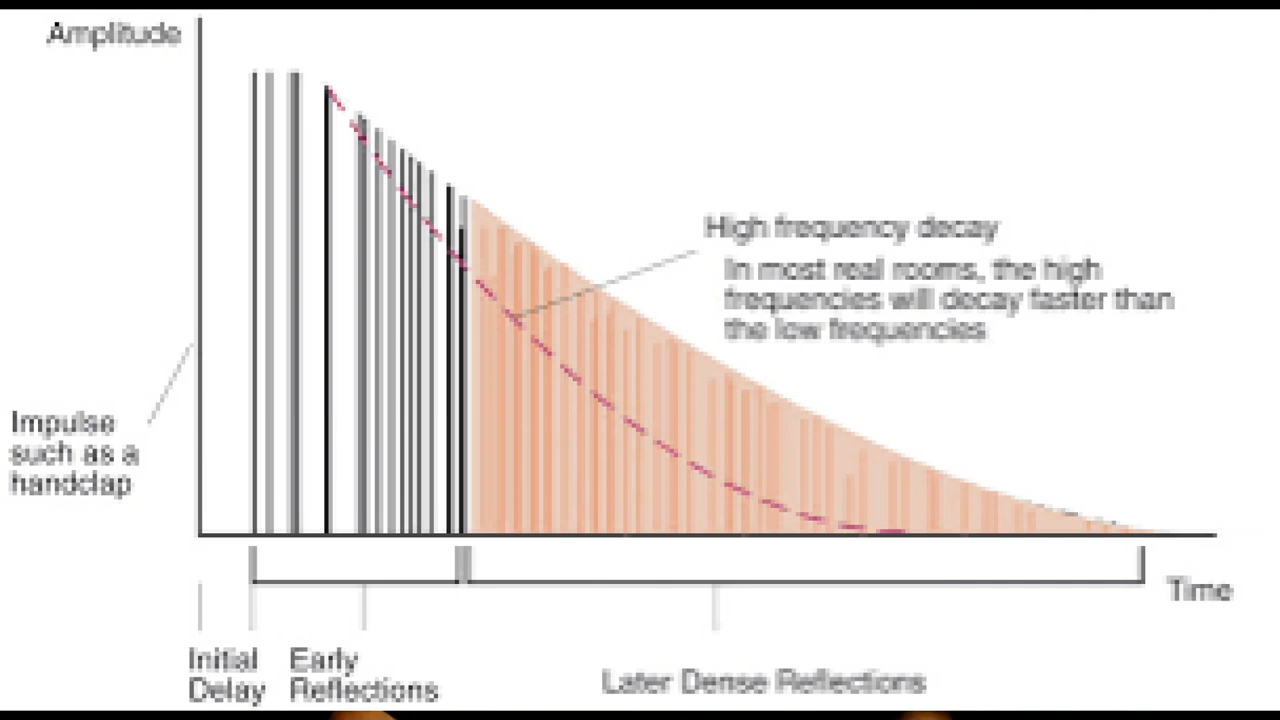 Amplitude
High frequency decay
In most real rooms, the high
frequencies will decay faster than
the low frequencies
Impulse
such as a
handclap
Time
Initial
Delay
Early
Reflections
Later Dense Reflections